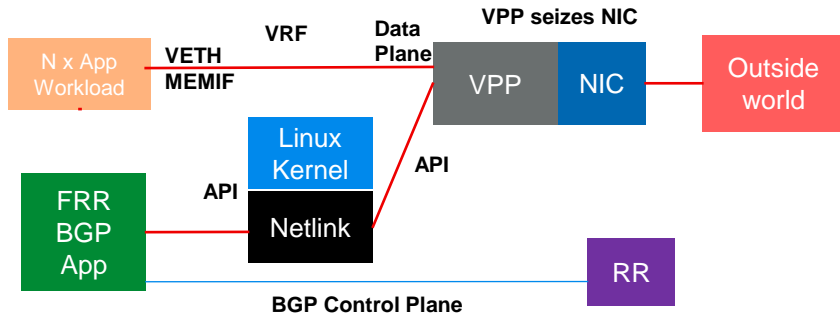 VPP seizes NIC
VRF
Data
Plane
N x App
Workload
VETH
MEMIF
VPP
NIC
Outside
world
Linux
Kernel
API
API
FRR
BGP
App
Netlink
RR
BGP Control Plane